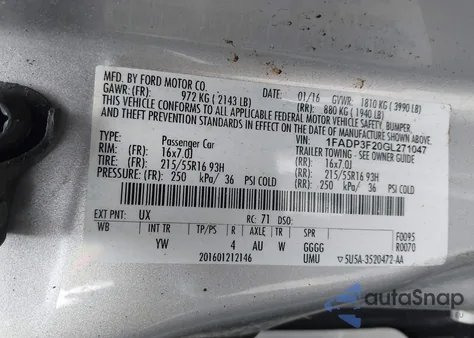 MFD. BY FORD MOTOR CO.
DATE: 01/16 GVWR: 1810 KG ( 3990 LB)
GAWR: (FR): 972 KG ( 2143 LB) (RR): 880 KG ( 1940 LB)
THIS VEHICLE CONFORMS TO ALL APPLICABLE FEDERAL MOTOR VEHICLE SAFETY, BUMPER,
AND THEFT PREVENTION STANDARDS IN EFFECT ON THE DATE OF MANUFACTURE SHOWN ABOVE.
VIN: 1FADP3F20GL271047
TYPE: Passenger Car TRAILER TOWING - SEE OWNER GUIDE
RIM: (FR): 16x7.0J 16x7.0J
TIRE: (FR): 215/55R16 93H 215/55R16 93H
PRESSURE: (FR): 250 kPa/ 36 PSI COLD (RR): 250 kPa/ 36 PSI COLD
EXT PNT: UX RC: 71 DSO: F0095
WB INT TR TP/PS R AXLE TR R0070
YW 4 AU W GGGG
201601212146 UMU 5U5A-3520472-AA
autoSnap